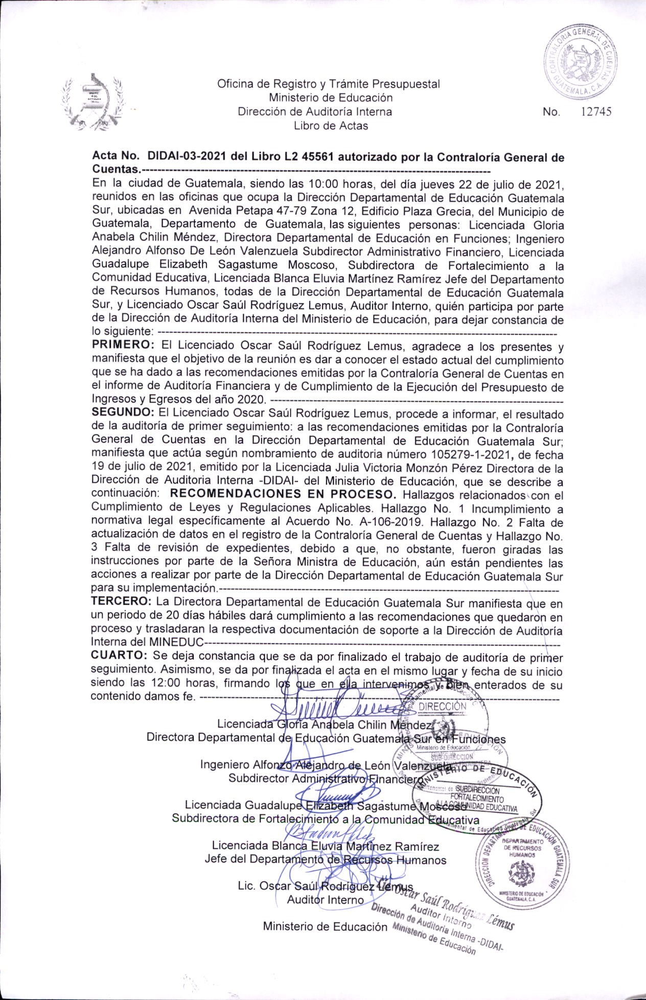 CONTRALORIA GENERAL DE CUENTAS
GUATEMALA, C.A.
Oficina de Registro y Trámite Presupuestal
Ministerio de Educación
Dirección de Auditoría Interna
No. 12745
Libro de Actas
Acta No. DIDAI-03-2021 del Libro L2 45561 autorizado por la Contraloría General de
Cuentas.-----------------------------------------------------------------------------------------
En la ciudad de Guatemala, siendo las 10:00 horas, del día jueves 22 de julio de 2021,
reunidos en las oficinas que ocupa la Dirección Departamental de Educación Guatemala
Sur, ubicadas en Avenida Petapa 47-79 Zona 12, Edificio Plaza Grecia, del Municipio de
Guatemala, Departamento de Guatemala, las siguientes personas: Licenciada Gloria
Anabela Chilin Méndez, Directora Departamental de Educación en Funciones; Ingeniero
Alejandro Alfonso De León Valenzuela Subdirector Administrativo Financiero, Licenciada
Guadalupe Elizabeth Sagastume Moscoso, Subdirectora de Fortalecimiento a la
Comunidad Educativa, Licenciada Blanca Eluvia Martínez Ramírez Jefe del Departamento
de Recursos Humanos, todas de la Dirección Departamental de Educación Guatemala
Sur, y Licenciado Oscar Saúl Rodríguez Lemus, Auditor Interno, quién participa por parte
de la Dirección de Auditoría Interna del Ministerio de Educación, para dejar constancia de
lo siguiente: ------------------------------------------------------------------------------------------------------
PRIMERO: El Licenciado Oscar Saúl Rodríguez Lemus, agradece a los presentes y
manifiesta que el objetivo de la reunión es dar a conocer el estado actual del cumplimiento
que se ha dado a las recomendaciones emitidas por la Contraloría General de Cuentas en
el informe de Auditoría Financiera y de Cumplimiento de la Ejecución del Presupuesto de
Ingresos y Egresos del año 2020. ---------------------------------------------------------------------------
SEGUNDO: El Licenciado Oscar Saúl Rodríguez Lemus, procede a informar, el resultado
de la auditoría de primer seguimiento: a las recomendaciones emitidas por la Contraloría
General de Cuentas en la Dirección Departamental de Educación Guatemala Sur;
manifiesta que actúa según nombramiento de auditoria número 105279-1-2021, de fecha
19 de julio de 2021, emitido por la Licenciada Julia Victoria Monzón Pérez Directora de la
Dirección de Auditoria Interna -DIDAI- del Ministerio de Educación, que se describe a
continuación: RECOMENDACIONES EN PROCESO. Hallazgos relacionados con el
Cumplimiento de Leyes y Regulaciones Aplicables. Hallazgo No. 1 Incumplimiento a
normativa legal específicamente al Acuerdo No. A-106-2019. Hallazgo No. 2 Falta de
actualización de datos en el registro de la Contraloría General de Cuentas y Hallazgo No.
3 Falta de revisión de expedientes, debido a que, no obstante, fueron giradas las
instrucciones por parte de la Señora Ministra de Educación, aún están pendientes las
acciones a realizar por parte de la Dirección Departamental de Educación Guatemala Sur
para su implementación.---------------------------------------------------------------------------------------
TERCERO: La Directora Departamental de Educación Guatemala Sur manifiesta que en
un periodo de 20 días hábiles dará cumplimiento a las recomendaciones que quedaron en
proceso y trasladaran la respectiva documentación de soporte a la Dirección de Auditoría
Interna del MINEDUC-------------------------------------------------------------------------------------------
CUARTO: Se deja constancia que se da por finalizado el trabajo de auditoría de primer
seguimiento. Asimismo, se da por finalizada el acta en el mismo lugar y fecha de su inicio
siendo las 12:00 horas, firmando los que en ella intervenimos y bien enterados de su
contenido damos fe. --------------------------------------------------------------------------------------------
DIRECCIÓN
Licenciada Gloria Anabela Chilin Méndez
Directora Departamental de Educación Guatemala Sur en Funciones
Ministerio de Educación
SUB-DIRECCION
Ingeniero Alfonzo Alejandro de León Valenzuela
Subdirector Administrativo Financiero
MINISTERIO DE EDUCACIÓN
SUBDIRECCIÓN
FORTALECIMIENTO
A LA COMUNIDAD EDUCATIVA
Dirección Departamental de Educación Guatemala Sur
Licenciada Guadalupe Elizabeth Sagastume Moscoso
Subdirectora de Fortalecimiento a la Comunidad Educativa
DIRECCION DEPARTAMENTAL DE EDUCACIÓN GUATEMALA SUR
DEPARTAMENTO
DE RECURSOS
HUMANOS
MINISTERIO DE EDUCACIÓN
GUATEMALA, C. A.
Licenciada Blanca Eluvia Martínez Ramírez
Jefe del Departamento de Recursos Humanos
Lic. Oscar Saúl Rodríguez Lemus
Auditor Interno
Lic Oscar Saúl Rodríguez Lémus
Auditor Interno
Dirección de Auditoría Interna -DIDAI-
Ministerio de Educación
Ministerio de Educación